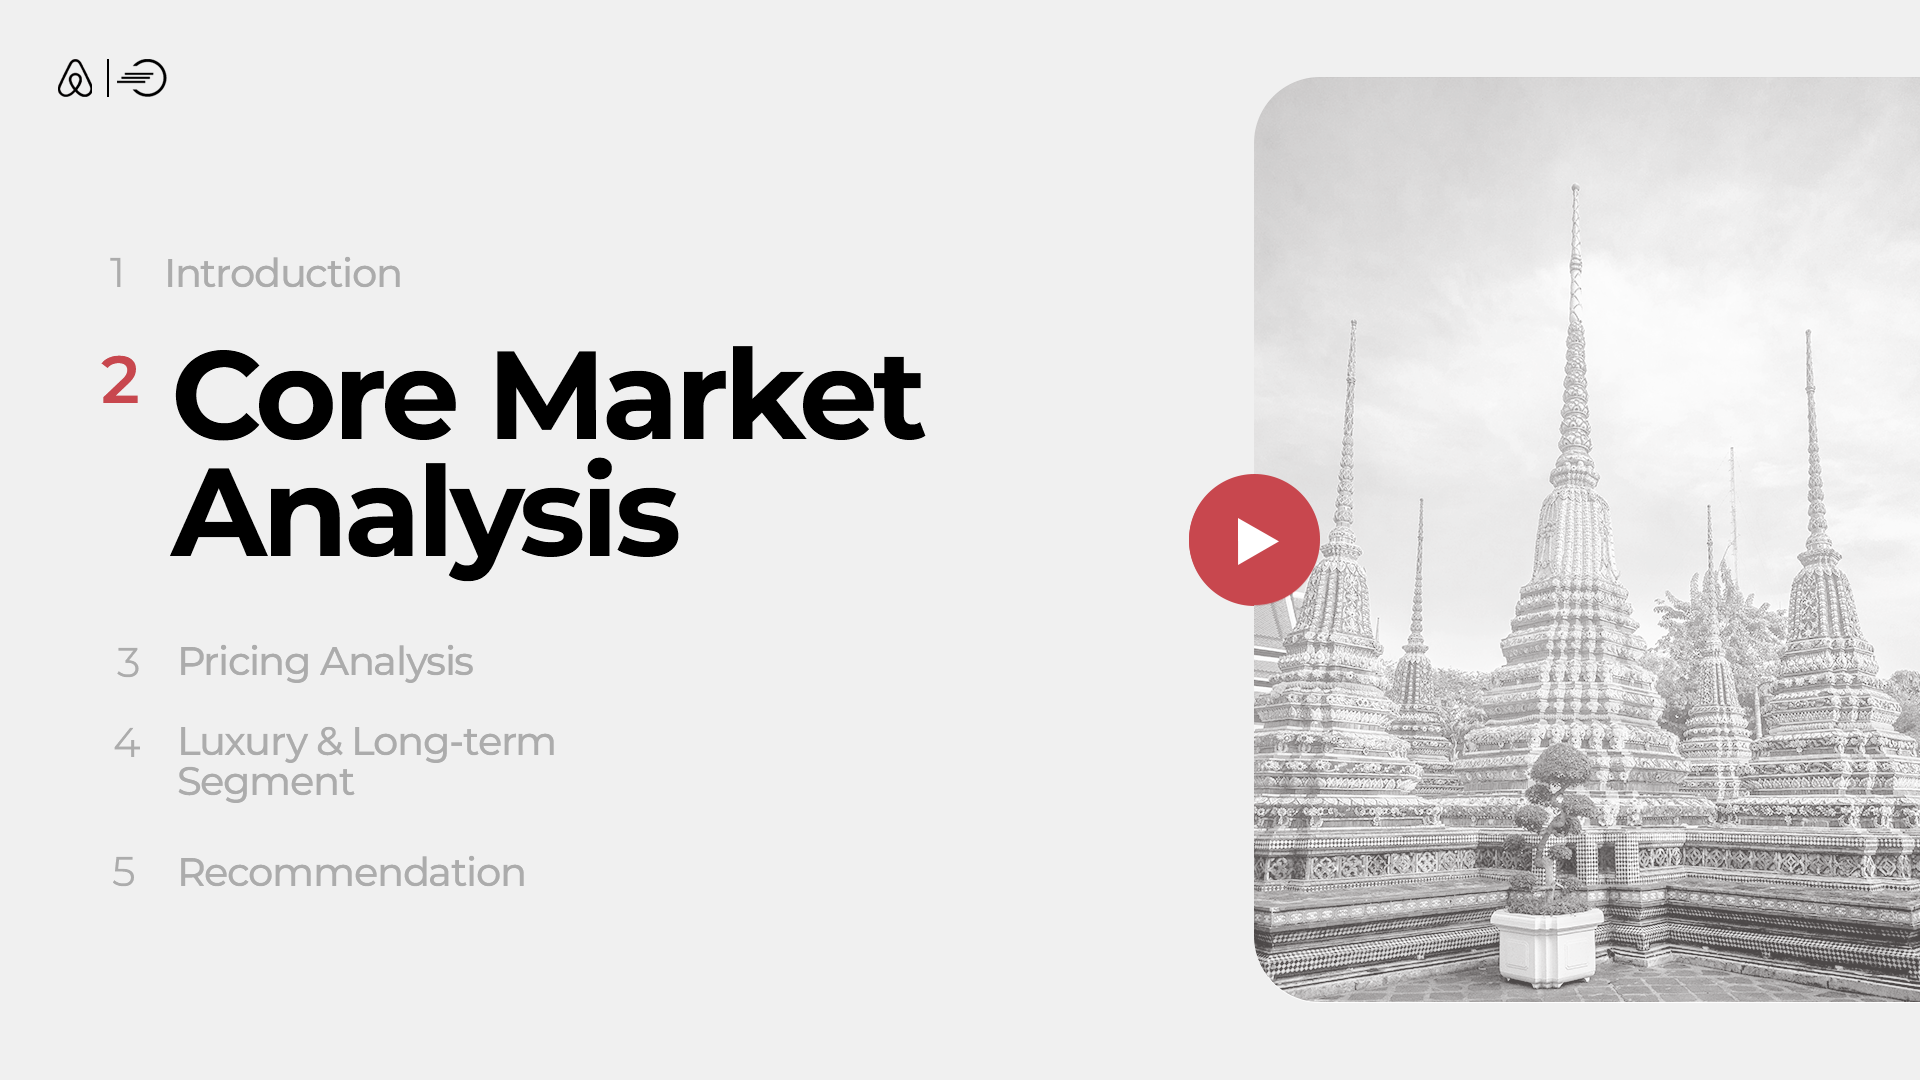 1 Introduction
2 Core Market
Analysis
3 Pricing Analysis
4 Luxury & Long-term
Segment
5 Recommendation